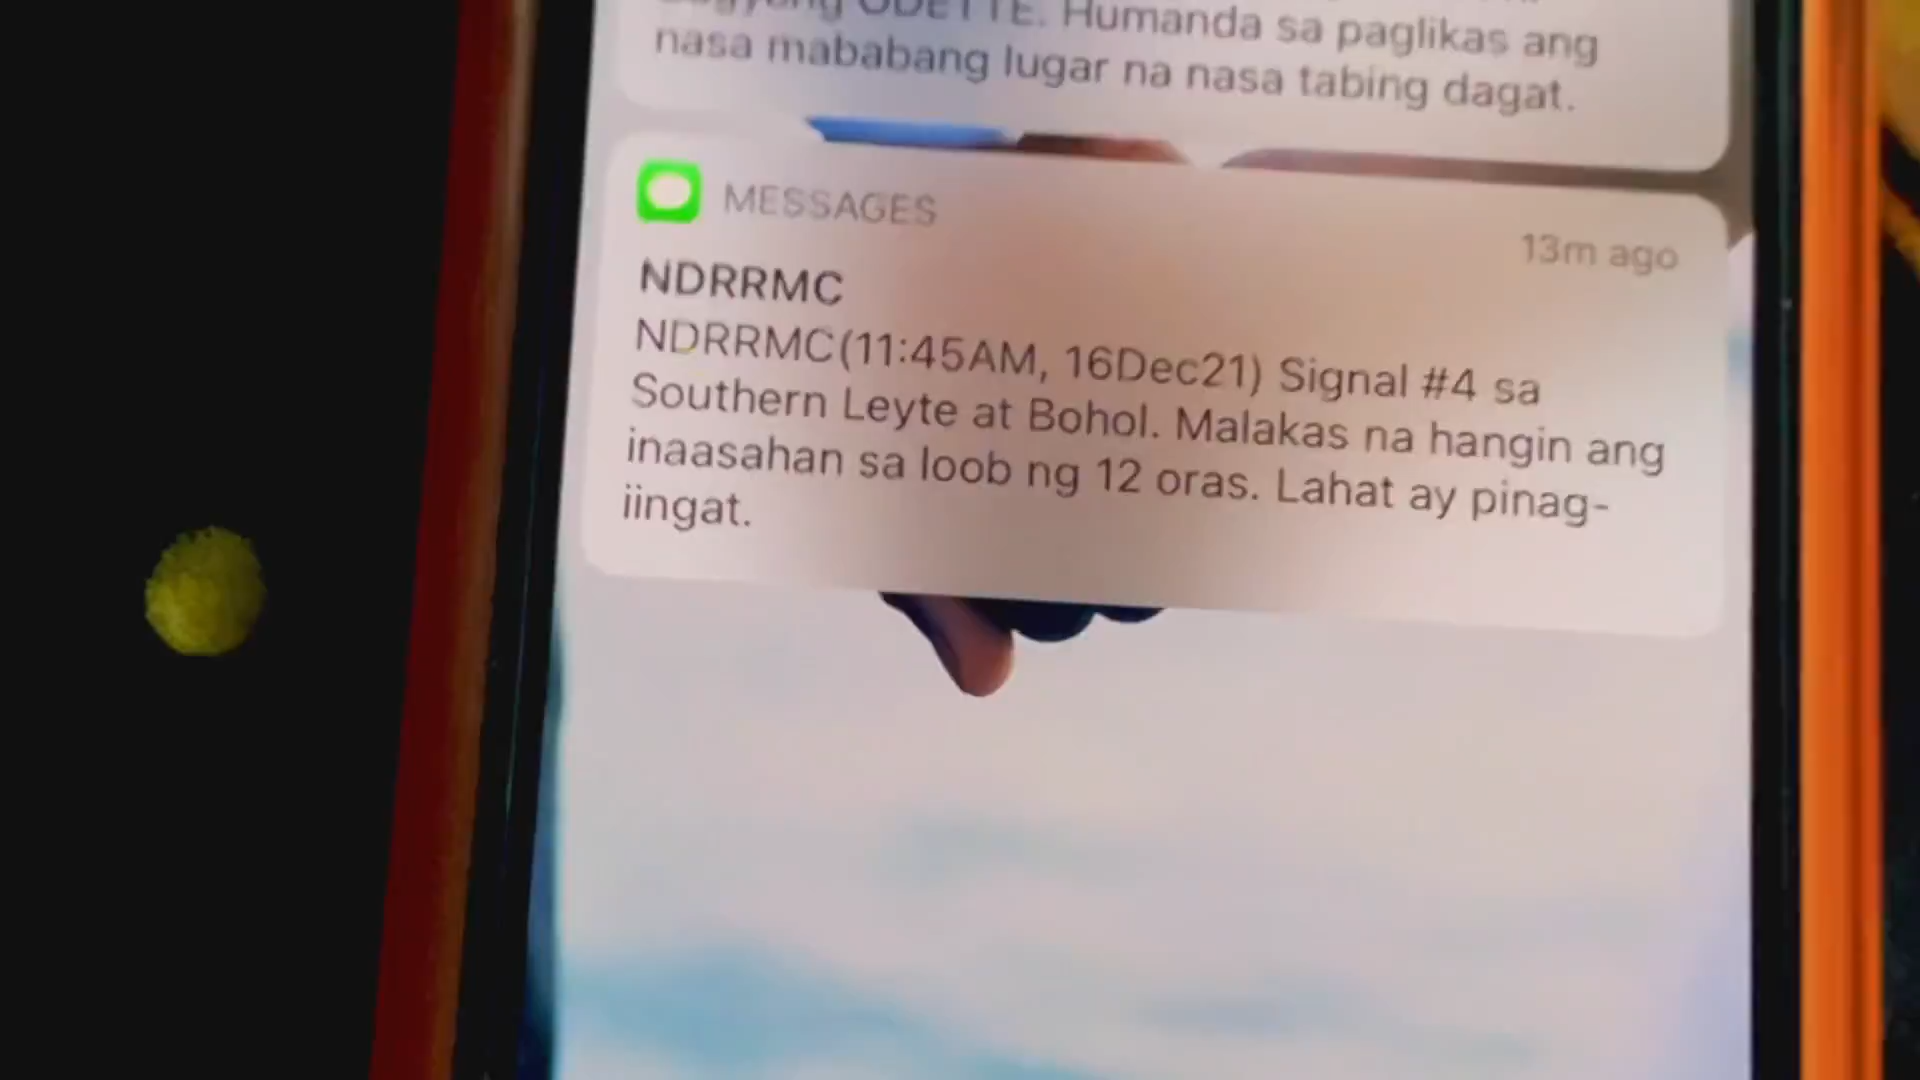 ODETTE. Humanda sa paglikas ang
nasa mababang lugar na nasa tabing dagat.
MESSAGES
13m ago
NDRRMC
NDRRMC(11:45AM, 16Dec21) Signal #4 sa
Southern Leyte at Bohol. Malakas na hangin ang
inaasahan sa loob ng 12 oras. Lahat ay pinag-
iingat.